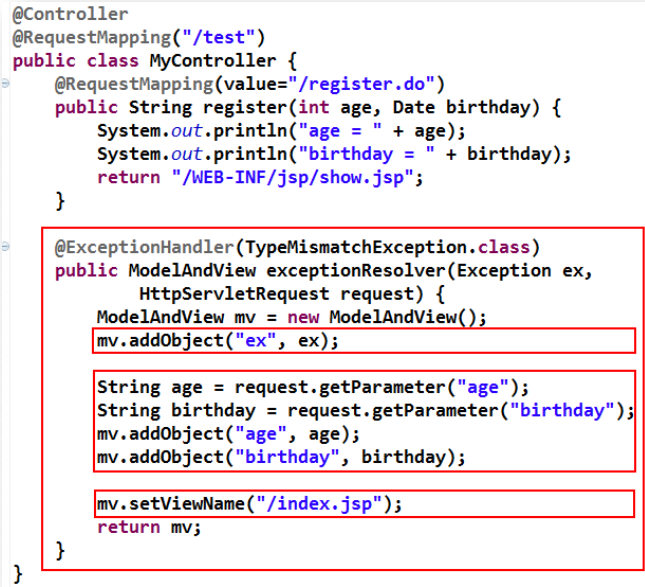 @Controller
@RequestMapping("/test")
public class MyController {
    @RequestMapping(value="/register.do")
    public String register(int age, Date birthday) {
        System.out.println("age = " + age);
        System.out.println("birthday = " + birthday);
        return "/WEB-INF/jsp/show.jsp";
    }
    @ExceptionHandler(TypeMismatchException.class)
    public ModelAndView exceptionResolver(Exception ex,
            HttpServletRequest request) {
        ModelAndView mv = new ModelAndView();
        mv.addObject("ex", ex);
        String age = request.getParameter("age");
        String birthday = request.getParameter("birthday");
        mv.addObject("age", age);
        mv.addObject("birthday", birthday);
        mv.setViewName("/index.jsp");
        return mv;
    }
}